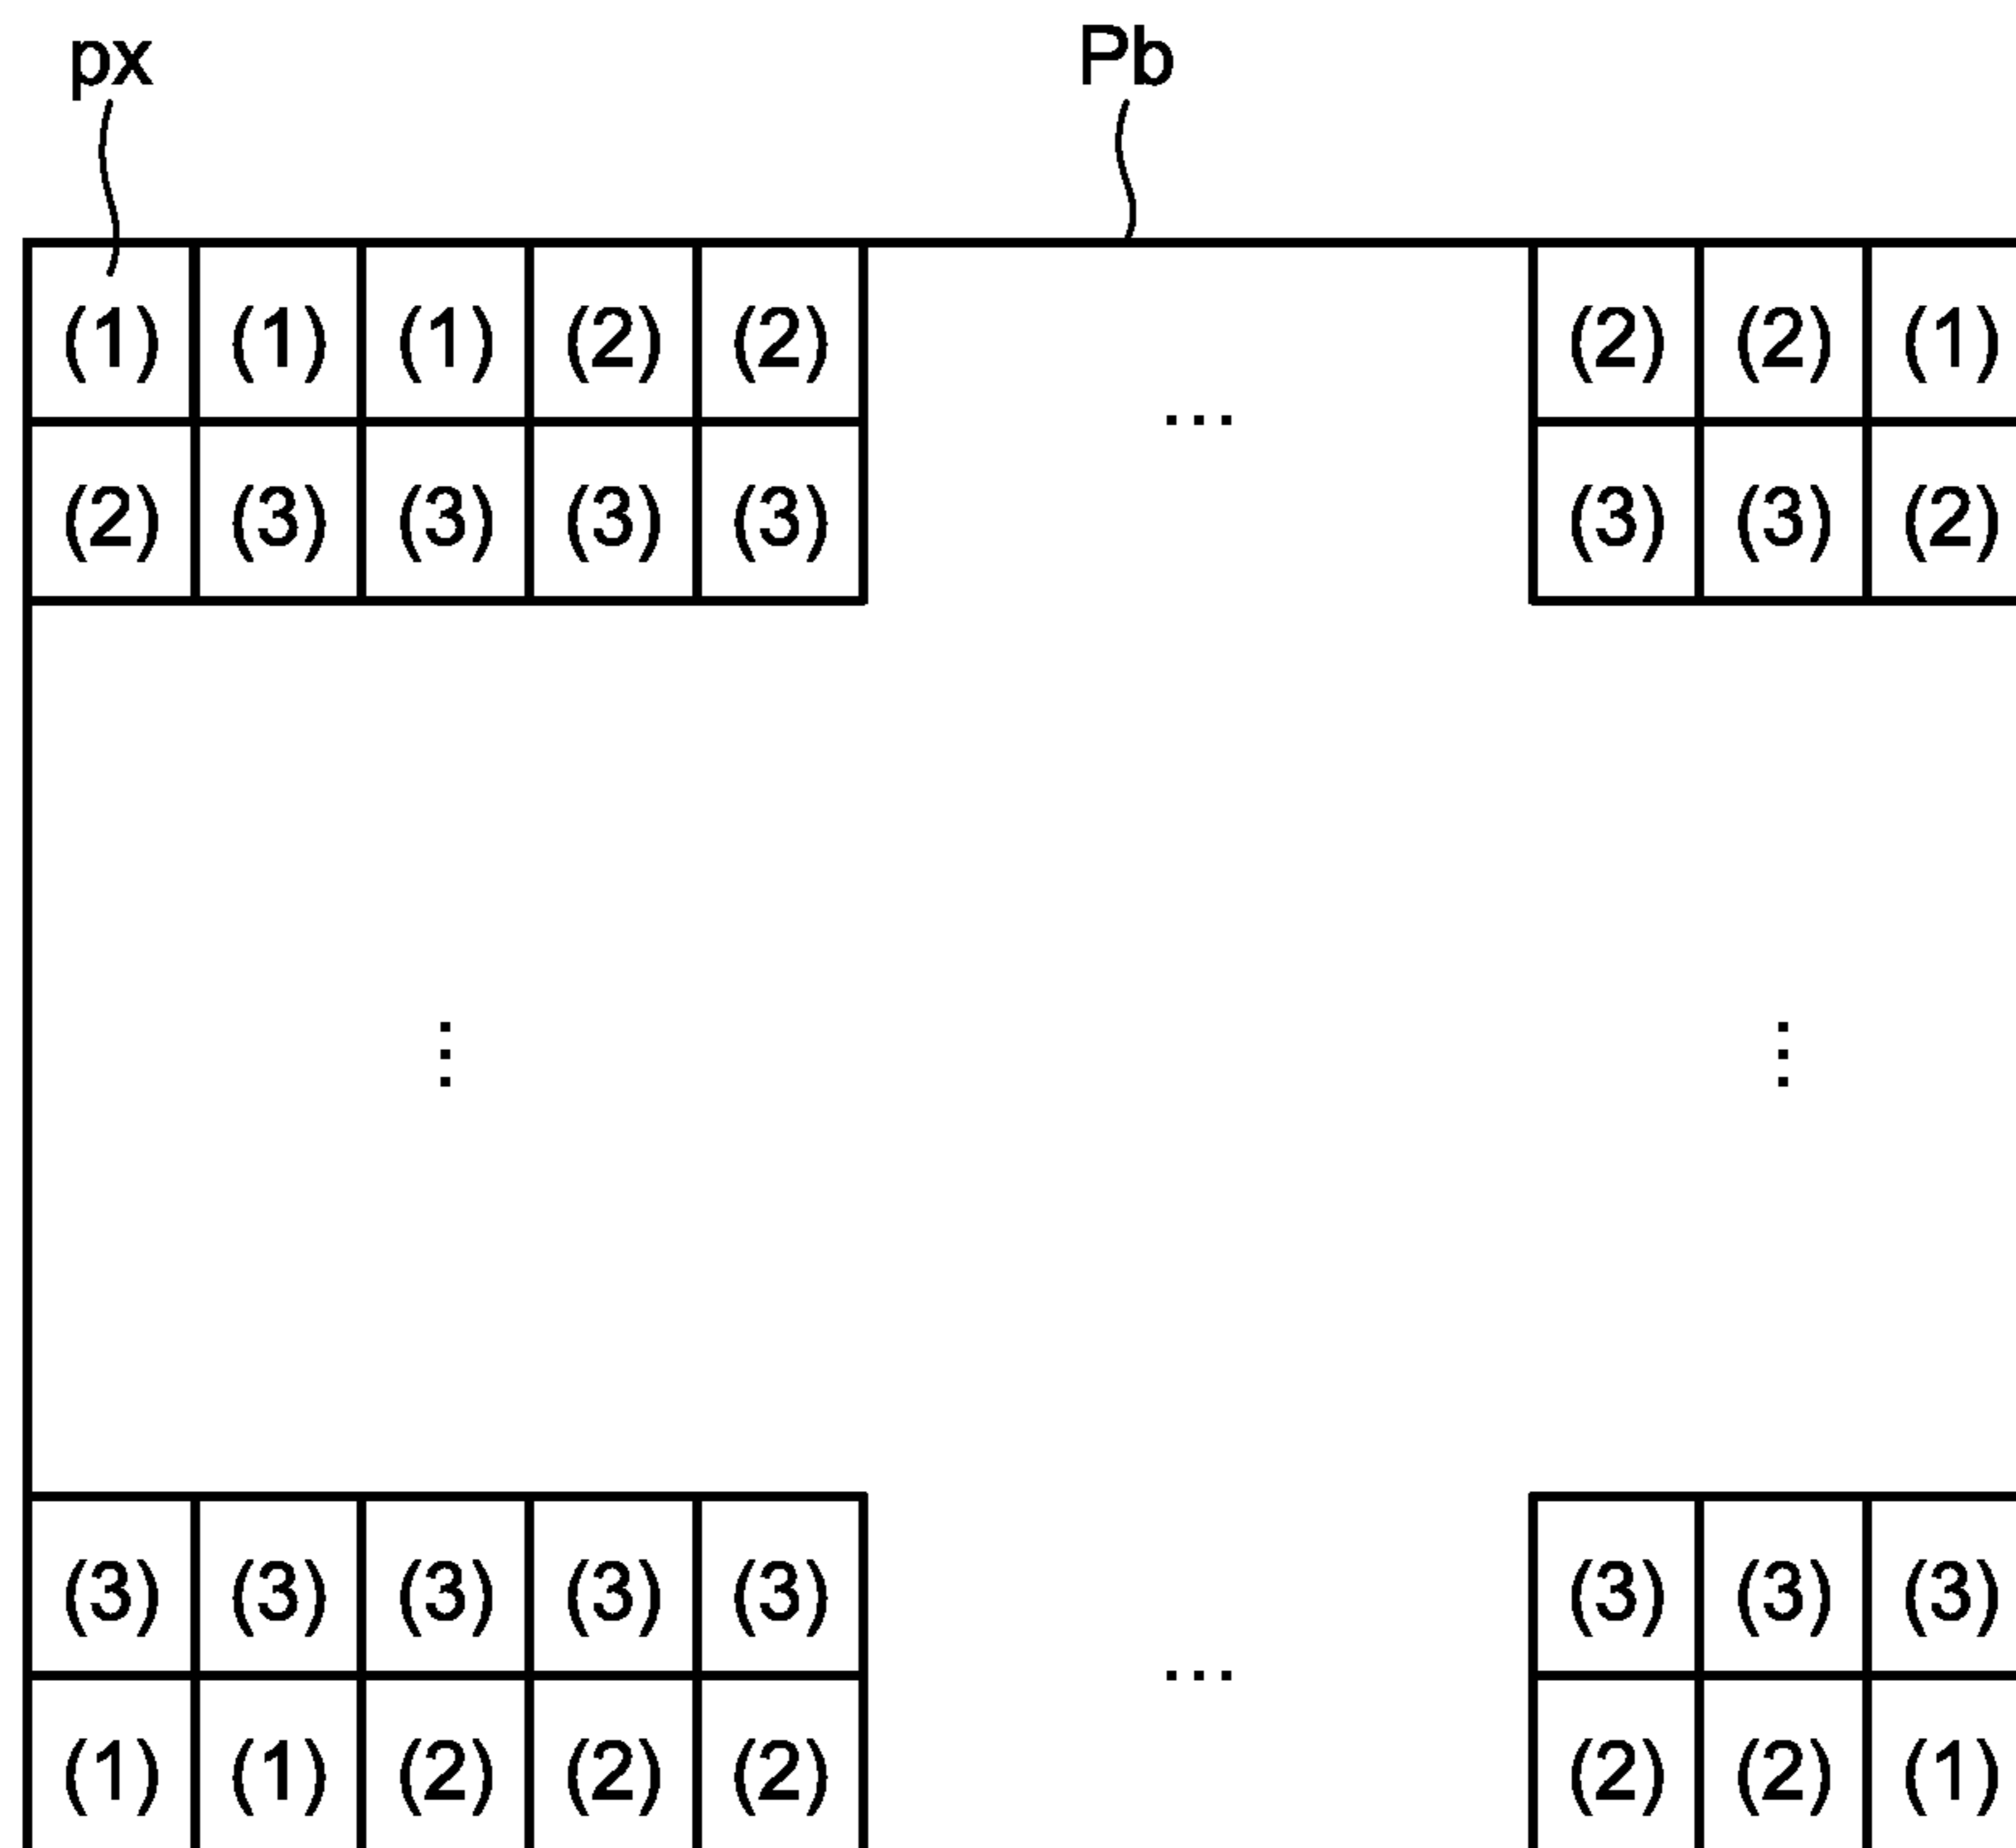 px Pb
(1) (1) (1) (2) (2) ... (2) (2) (1)
(2) (3) (3) (3) (3) (3) (3) (2)
⋮ ⋮
(3) (3) (3) (3) (3) ... (3) (3) (3)
(1) (1) (2) (2) (2) (2) (2) (1)